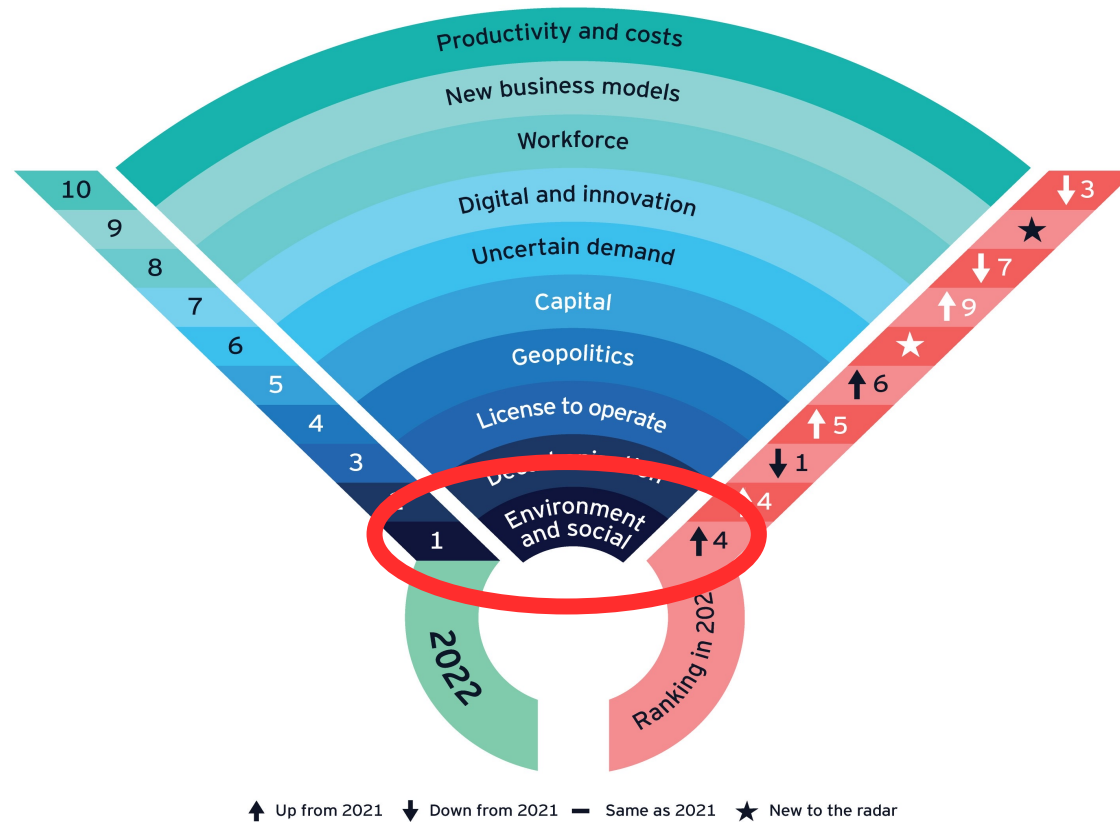 Productivity and costs
New business models
Workforce
Digital and innovation
Uncertain demand
Capital
Geopolitics
License to operate
Environment
and social
10
9
8
7
6
5
4
3
1
3
7
9
6
5
1
4
4
2022
Ranking in
Up from 2021
Down from 2021
Same as 2021
New to the radar